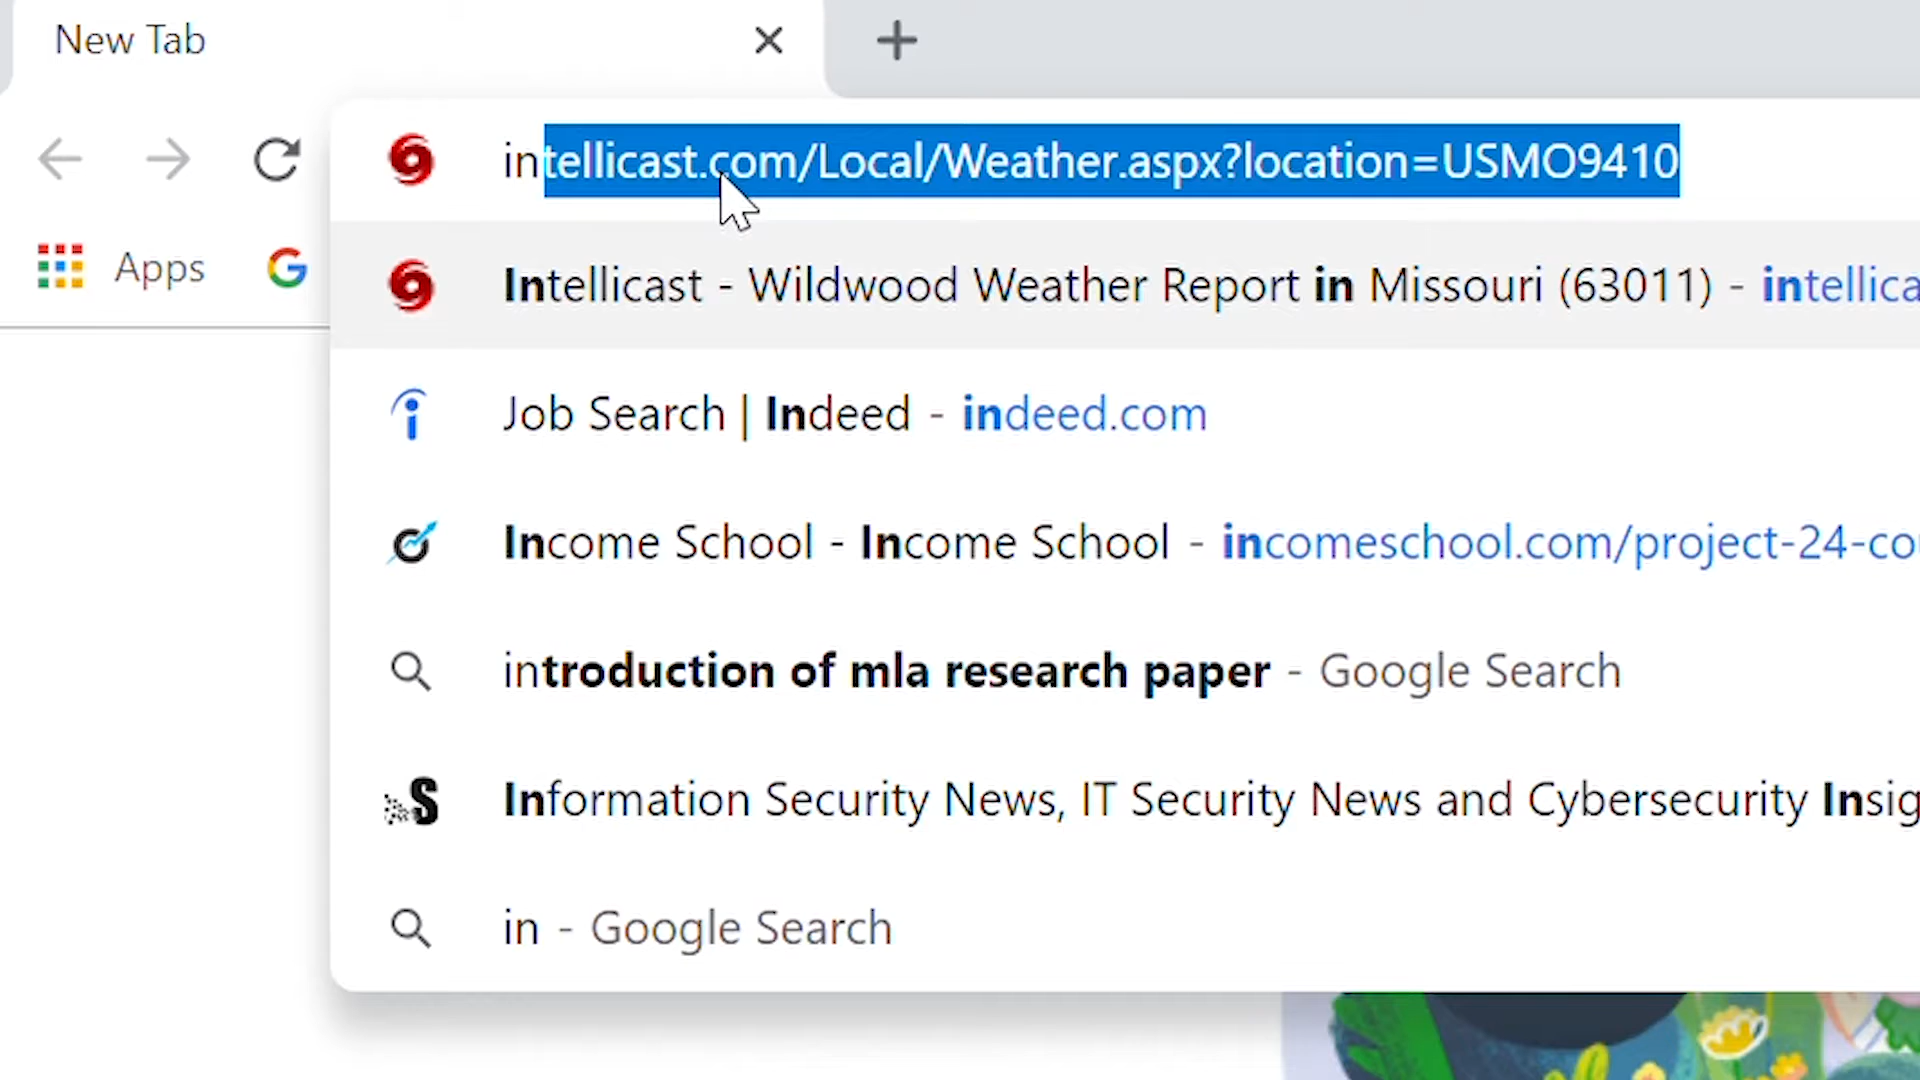 New Tab
intellicast.com/Local/Weather.aspx?location=USMO9410
Apps
Intellicast - Wildwood Weather Report in Missouri (63011) - intellica
Job Search | Indeed - indeed.com
Income School - Income School - incomeschool.com/project-24-co
introduction of mla research paper - Google Search
Information Security News, IT Security News and Cybersecurity Insig
in - Google Search